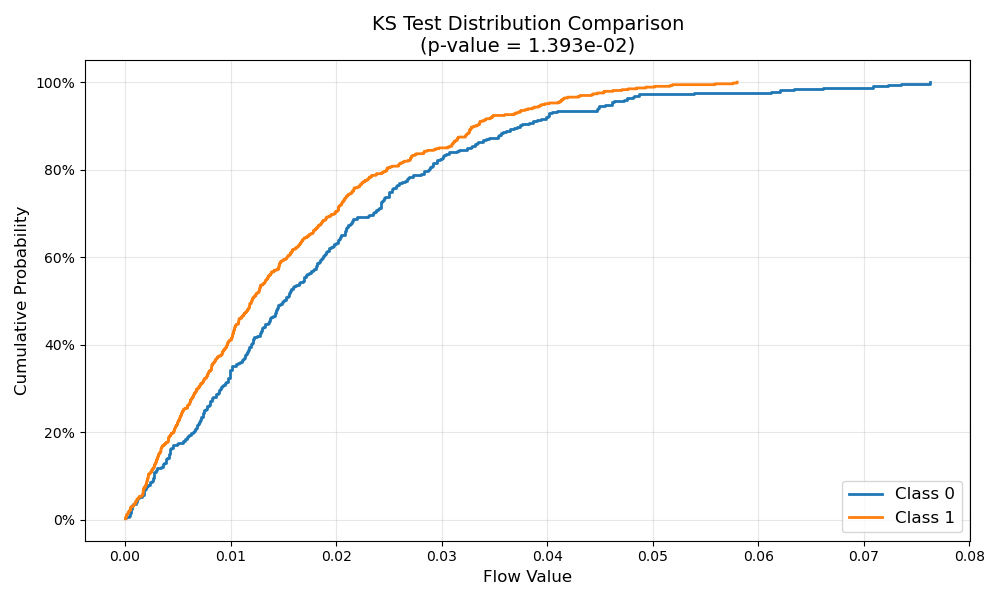 KS Test Distribution Comparison
(p-value = 1.393e-02)
100%
80%
60%
40%
20%
0%
Cumulative Probability
Class 0
Class 1
0.00 0.01 0.02 0.03 0.04 0.05 0.06 0.07 0.08
Flow Value